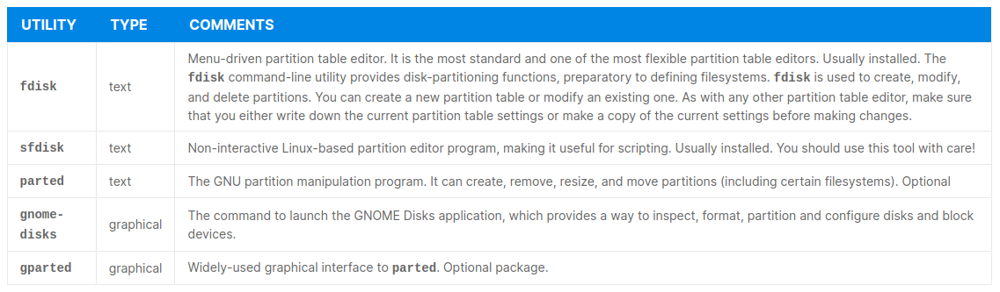 UTILITY TYPE COMMENTS
Menu-driven partition table editor. It is the most standard and one of the most flexible partition table editors. Usually installed. The
fdisk command-line utility provides disk-partitioning functions, preparatory to defining filesystems. fdisk is used to create, modify,
fdisk text and delete partitions. You can create a new partition table or modify an existing one. As with any other partition table editor, make sure
that you either write down the current partition table settings or make a copy of the current settings before making changes.
sfdisk text Non-interactive Linux-based partition editor program, making it useful for scripting. Usually installed. You should use this tool with care!
parted text The GNU partition manipulation program. It can create, remove, resize, and move partitions (including certain filesystems). Optional
gnome- The command to launch the GNOME Disks application, which provides a way to inspect, format, partition and configure disks and block
disks graphical devices.
gparted graphical Widely-used graphical interface to parted. Optional package.